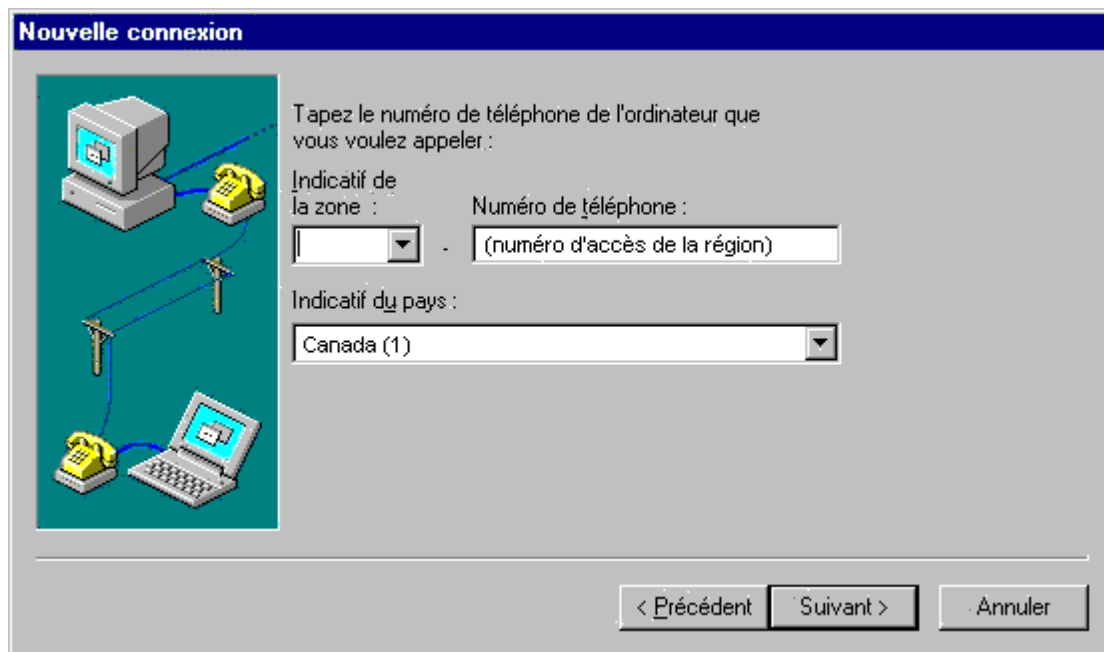 Nouvelle connexion
Tapez le numéro de téléphone de l'ordinateur que
vous voulez appeler :
Indicatif de
la zone :
Numéro de téléphone :
- (numéro d'accès de la région)
Indicatif du pays :
Canada (1)
< Précédent
Suivant >
Annuler